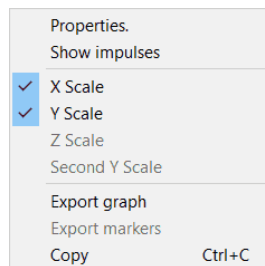 Properties.
Show impulses
X Scale
Y Scale
Z Scale
Second Y Scale
Export graph
Export markers
Copy Ctrl+C